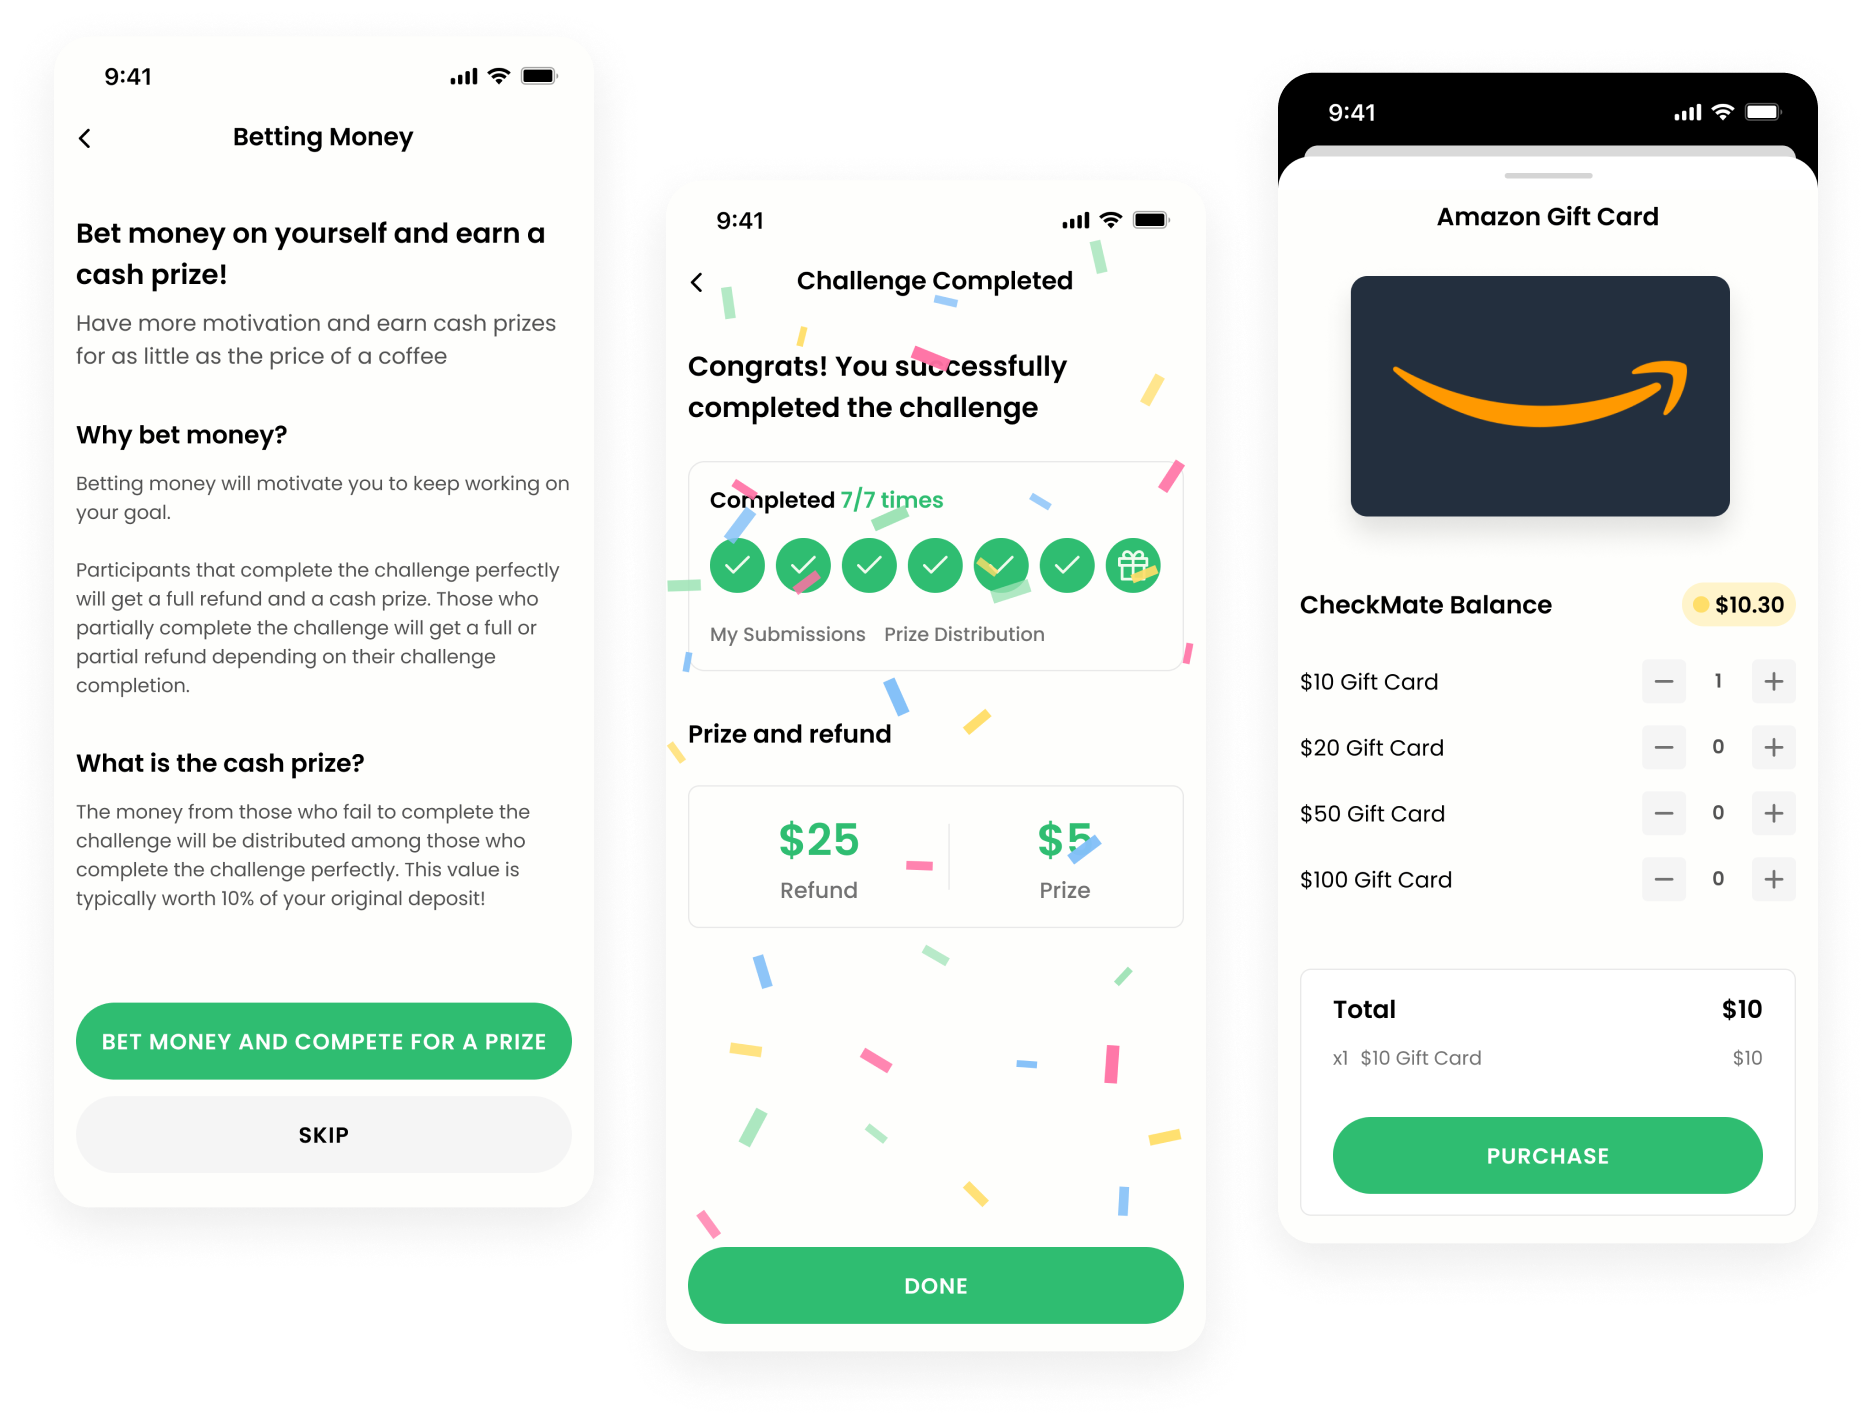 9:41
Betting Money
Bet money on yourself and earn a
cash prize!
Have more motivation and earn cash prizes
for as little as the price of a coffee
Why bet money?
Betting money will motivate you to keep working on
your goal.
Participants that complete the challenge perfectly
will get a full refund and a cash prize. Those who
partially complete the challenge will get a full or
partial refund depending on their challenge
completion.
What is the cash prize?
The money from those who fail to complete the
challenge will be distributed among those who
complete the challenge perfectly. This value is
typically worth 10% of your original deposit!
BET MONEY AND COMPETE FOR A PRIZE
SKIP
9:41
Challenge Completed
Congrats! You successfully
completed the challenge
Completed 7/7 times
My Submissions Prize Distribution
Prize and refund
$25 $5
Refund Prize
DONE
9:41
Amazon Gift Card
CheckMate Balance $10.30
$10 Gift Card 1
$20 Gift Card 0
$50 Gift Card 0
$100 Gift Card 0
Total $10
x1 $10 Gift Card $10
PURCHASE